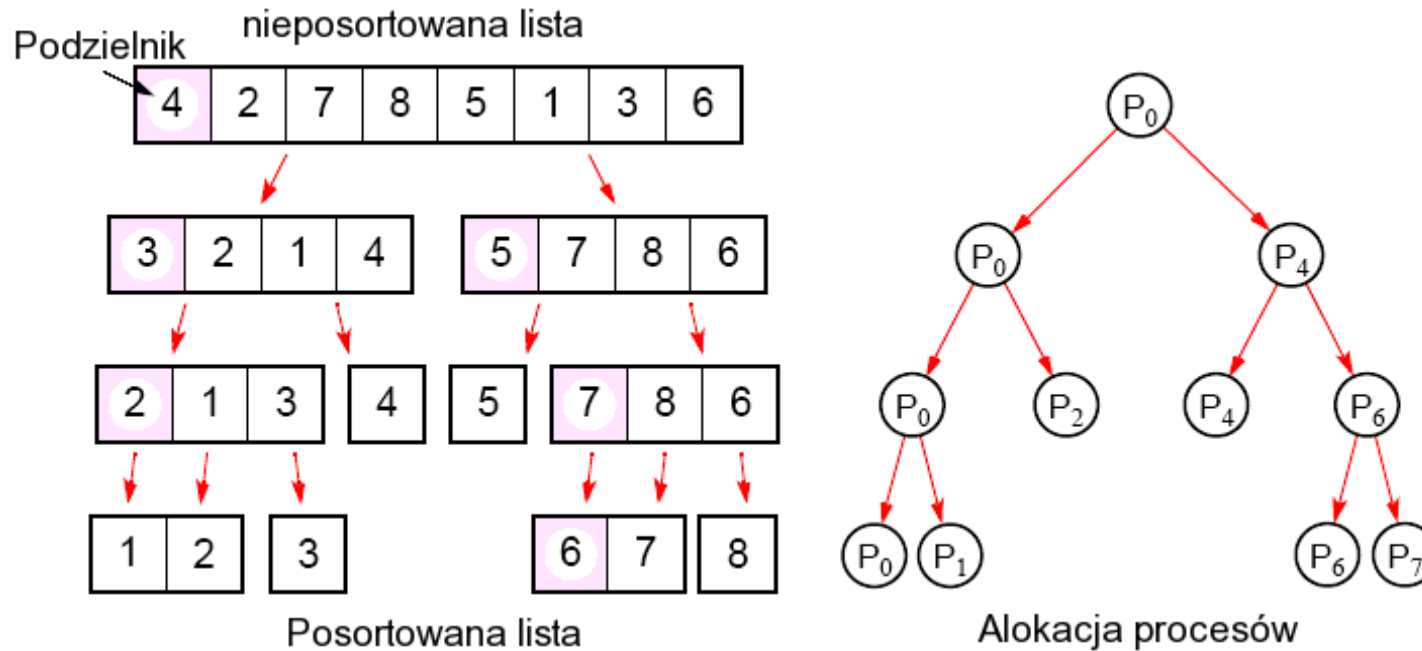 nieposortowana lista
Podzielnik
4 2 7 8 5 1 3 6
3 2 1 4
5 7 8 6
2 1 3
4
5
7 8 6
1 2
3
6 7
8
Posortowana lista
P₀
P₀ P₄
P₀ P₂ P₄ P₆
P₀ P₁ P₆ P₇
Alokacja procesów